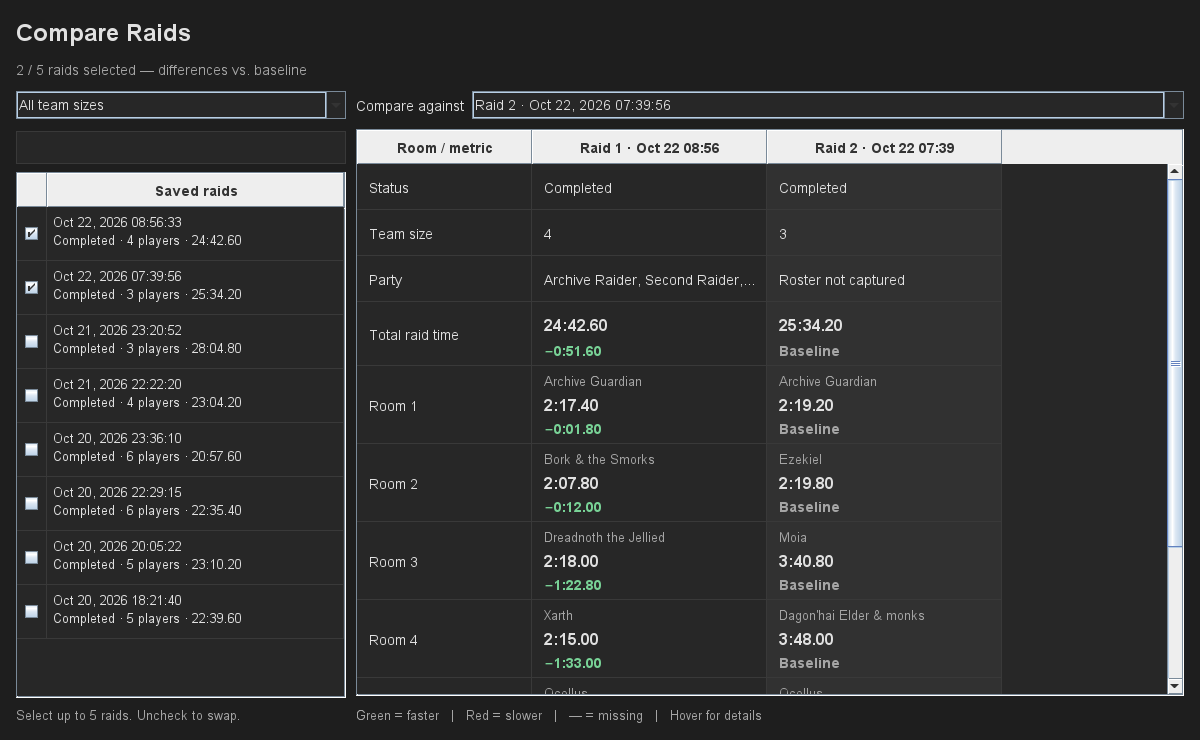 Compare Raids
2 / 5 raids selected — differences vs. baseline
All team sizes
Compare against
Raid 2 · Oct 22, 2026 07:39:56
Saved raids
Oct 22, 2026 08:56:33
Completed · 4 players · 24:42.60
Oct 22, 2026 07:39:56
Completed · 3 players · 25:34.20
Oct 21, 2026 23:20:52
Completed · 3 players · 28:04.80
Oct 21, 2026 22:22:20
Completed · 4 players · 23:04.20
Oct 20, 2026 23:36:10
Completed · 6 players · 20:57.60
Oct 20, 2026 22:29:15
Completed · 6 players · 22:35.40
Oct 20, 2026 20:05:22
Completed · 5 players · 23:10.20
Oct 20, 2026 18:21:40
Completed · 5 players · 22:39.60
Select up to 5 raids. Uncheck to swap.
Room / metric
Raid 1 · Oct 22 08:56
Raid 2 · Oct 22 07:39
Status
Completed
Completed
Team size
4
3
Party
Archive Raider, Second Raider,...
Roster not captured
Total raid time
24:42.60
−0:51.60
25:34.20
Baseline
Room 1
Archive Guardian
2:17.40
−0:01.80
Archive Guardian
2:19.20
Baseline
Room 2
Bork & the Smorks
2:07.80
−0:12.00
Ezekiel
2:19.80
Baseline
Room 3
Dreadnoth the Jellied
2:18.00
−1:22.80
Moia
3:40.80
Baseline
Room 4
Xarth
2:15.00
−1:33.00
Dagon'hai Elder & monks
3:48.00
Baseline
Ocellus
Ocellus
Green = faster | Red = slower | — = missing | Hover for details